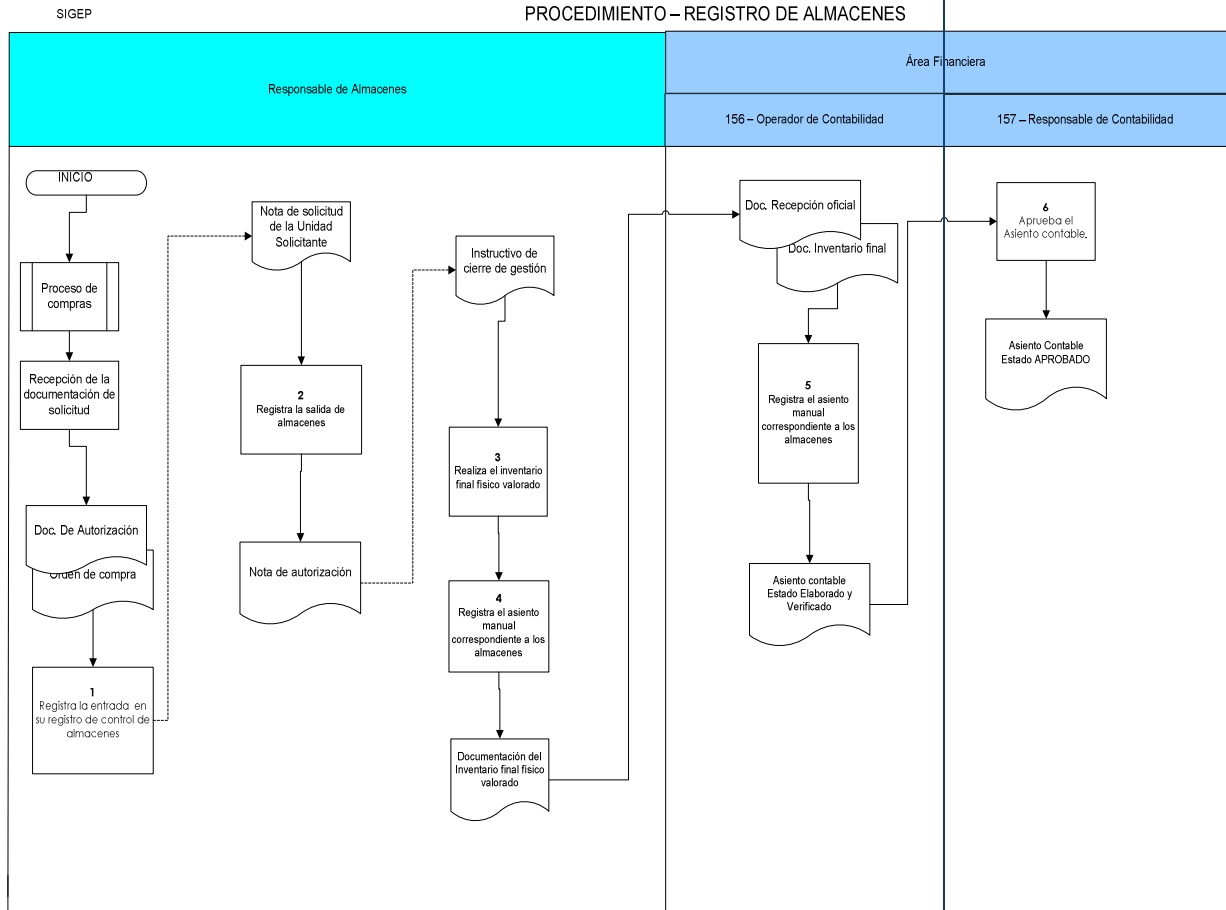 SIGEP
PROCEDIMIENTO – REGISTRO DE ALMACENES
Responsable de Almacenes
Área Financiera
156 – Operador de Contabilidad
157 – Responsable de Contabilidad
INICIO
Proceso de
compras
Recepción de la
documentación de
solicitud
Doc. De Autorización
Orden de compra
1
Registra la entrada en
su registro de control de
almacenes
Nota de solicitud
de la Unidad
Solicitante
2
Registra la salida de
almacenes
Nota de autorización
Instructivo de
cierre de gestión
3
Realiza el inventario
final fisico valorado
4
Registra el asiento
manual
correspondiente a los
almacenes
Documentación del
Inventario final fisico
valorado
Doc. Recepción oficial
Doc. Inventario final
5
Registra el asiento
manual
correspondiente a los
almacenes
Asiento contable
Estado Elaborado y
Verificado
6
Aprueba el
Asiento contable.
Asiento Contable
Estado APROBADO